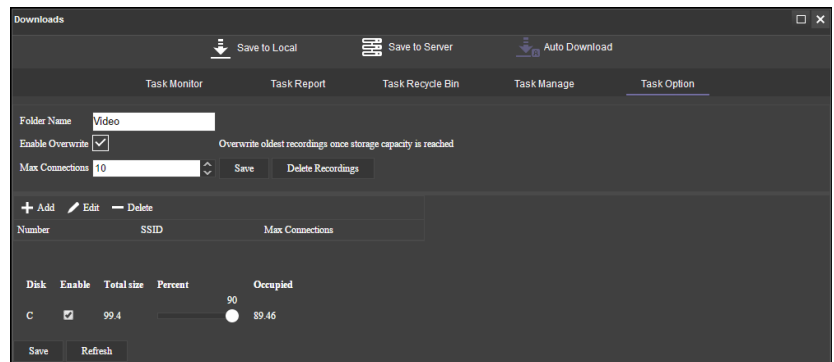 Downloads
Save to Local Save to Server Auto Download
Task Monitor Task Report Task Recycle Bin Task Manage Task Option
Folder Name Video
Enable Overwrite Overwrite oldest recordings once storage capacity is reached
Max Connections 10 Save Delete Recordings
Add Edit Delete
Number SSID Max Connections
Disk Enable Total size Percent Occupied
90
C 99.4 89.46
Save Refresh